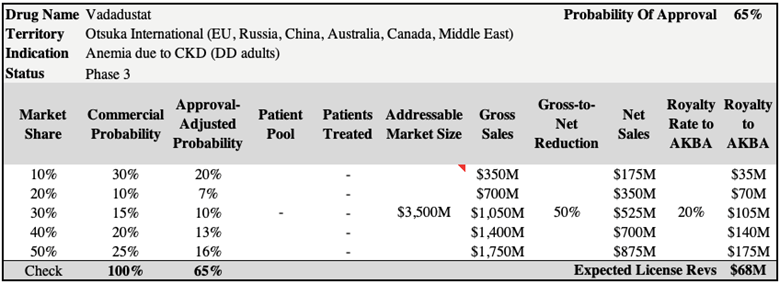 Drug Name Vadadustat Probability Of Approval 65%
Territory Otsuka International (EU, Russia, China, Australia, Canada, Middle East)
Indication Anemia due to CKD (DD adults)
Status Phase 3
Market Share Commercial Probability Approval-Adjusted Probability Patient Pool Patients Treated Addressable Market Size Gross Sales Gross-to-Net Reduction Net Sales Royalty Rate to AKBA Royalty to AKBA
10% 30% 20% - $350M $175M $35M
20% 10% 7% - $700M $350M $70M
30% 15% 10% - - $3,500M $1,050M 50% $525M 20% $105M
40% 20% 13% - $1,400M $700M $140M
50% 25% 16% - $1,750M $875M $175M
Check 100% 65% Expected License Revs $68M